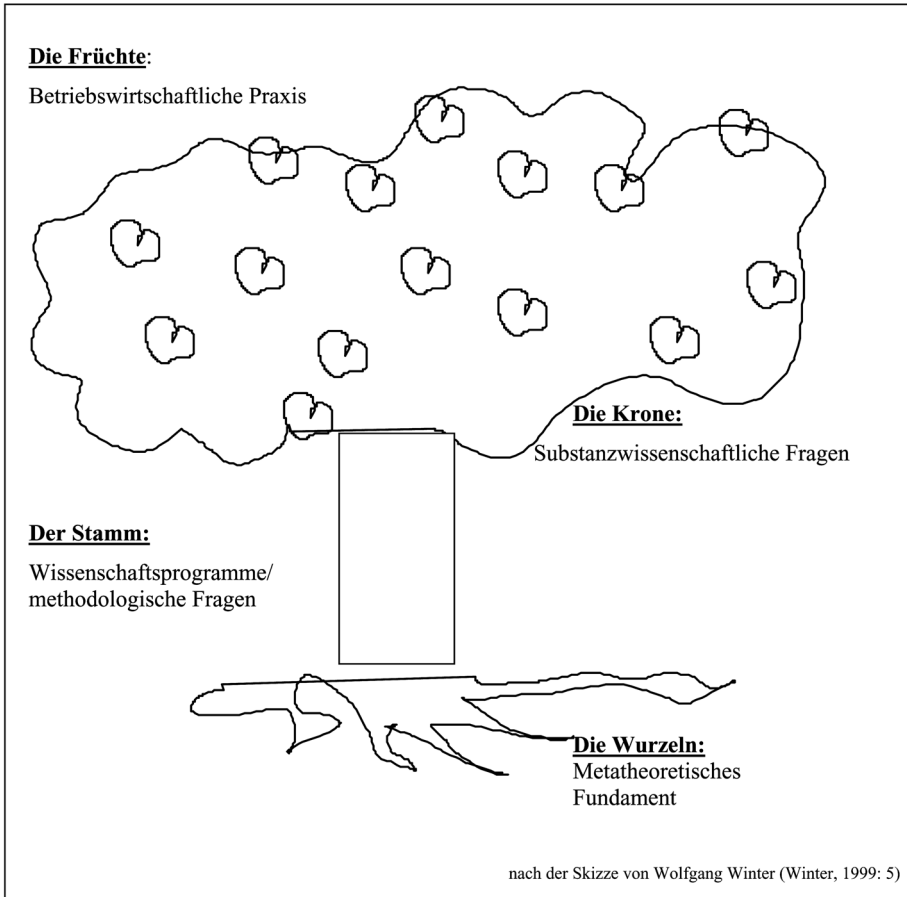 Die Früchte:
Betriebswirtschaftliche Praxis
Die Krone:
Substanzwissenschaftliche Fragen
Der Stamm:
Wissenschaftsprogramme/
methodologische Fragen
Die Wurzeln:
Metatheoretisches
Fundament
nach der Skizze von Wolfgang Winter (Winter, 1999: 5)